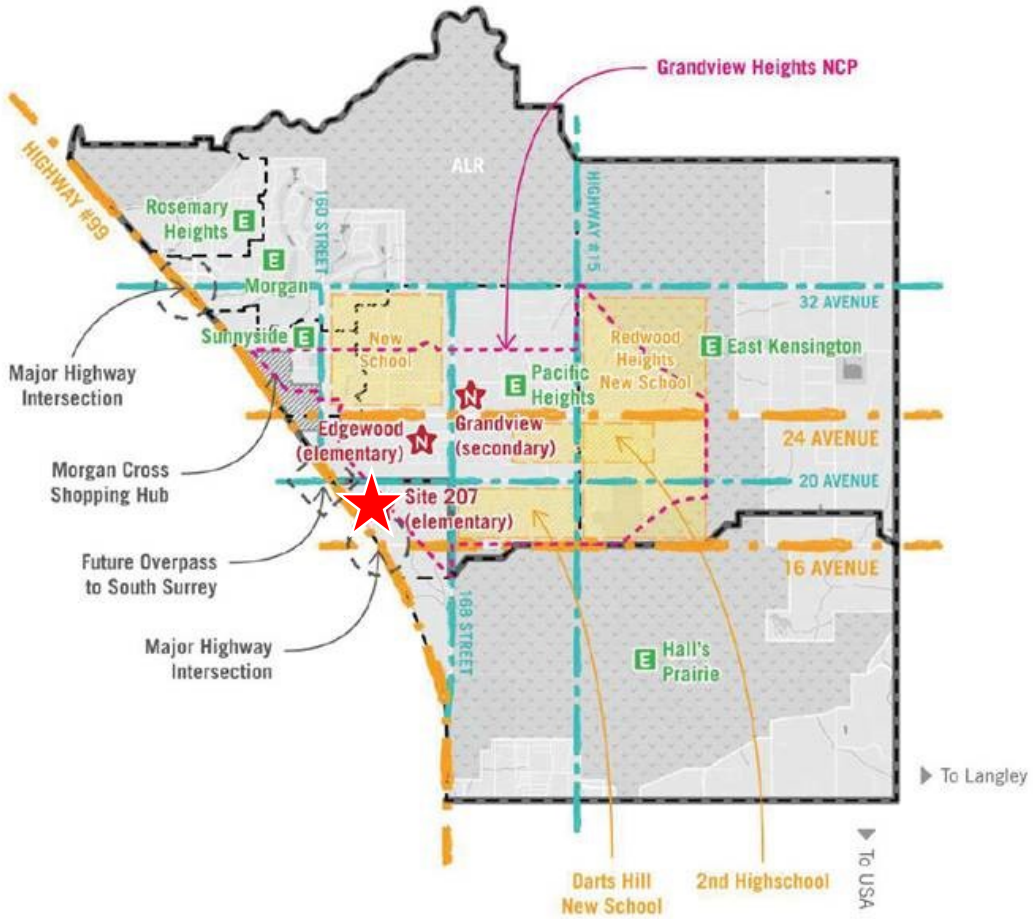 Grandview Heights NCP
HIGHWAY #99
ALR
HIGHWAY #15
160 STREET
Rosemary
Heights
E
E
Morgan
32 AVENUE
Sunnyside
E
New
School
Redwood
Heights
New School
E
East Kensington
Major Highway
Intersection
E
Pacific
Heights
N
Grandview
(secondary)
Edgewood
(elementary)
N
24 AVENUE
Morgan Cross
Shopping Hub
20 AVENUE
Site 207
(elementary)
Future Overpass
to South Surrey
16 AVENUE
168 STREET
Major Highway
Intersection
E
Hall's
Prairie
To Langley
To USA
Darts Hill
New School
2nd Highschool